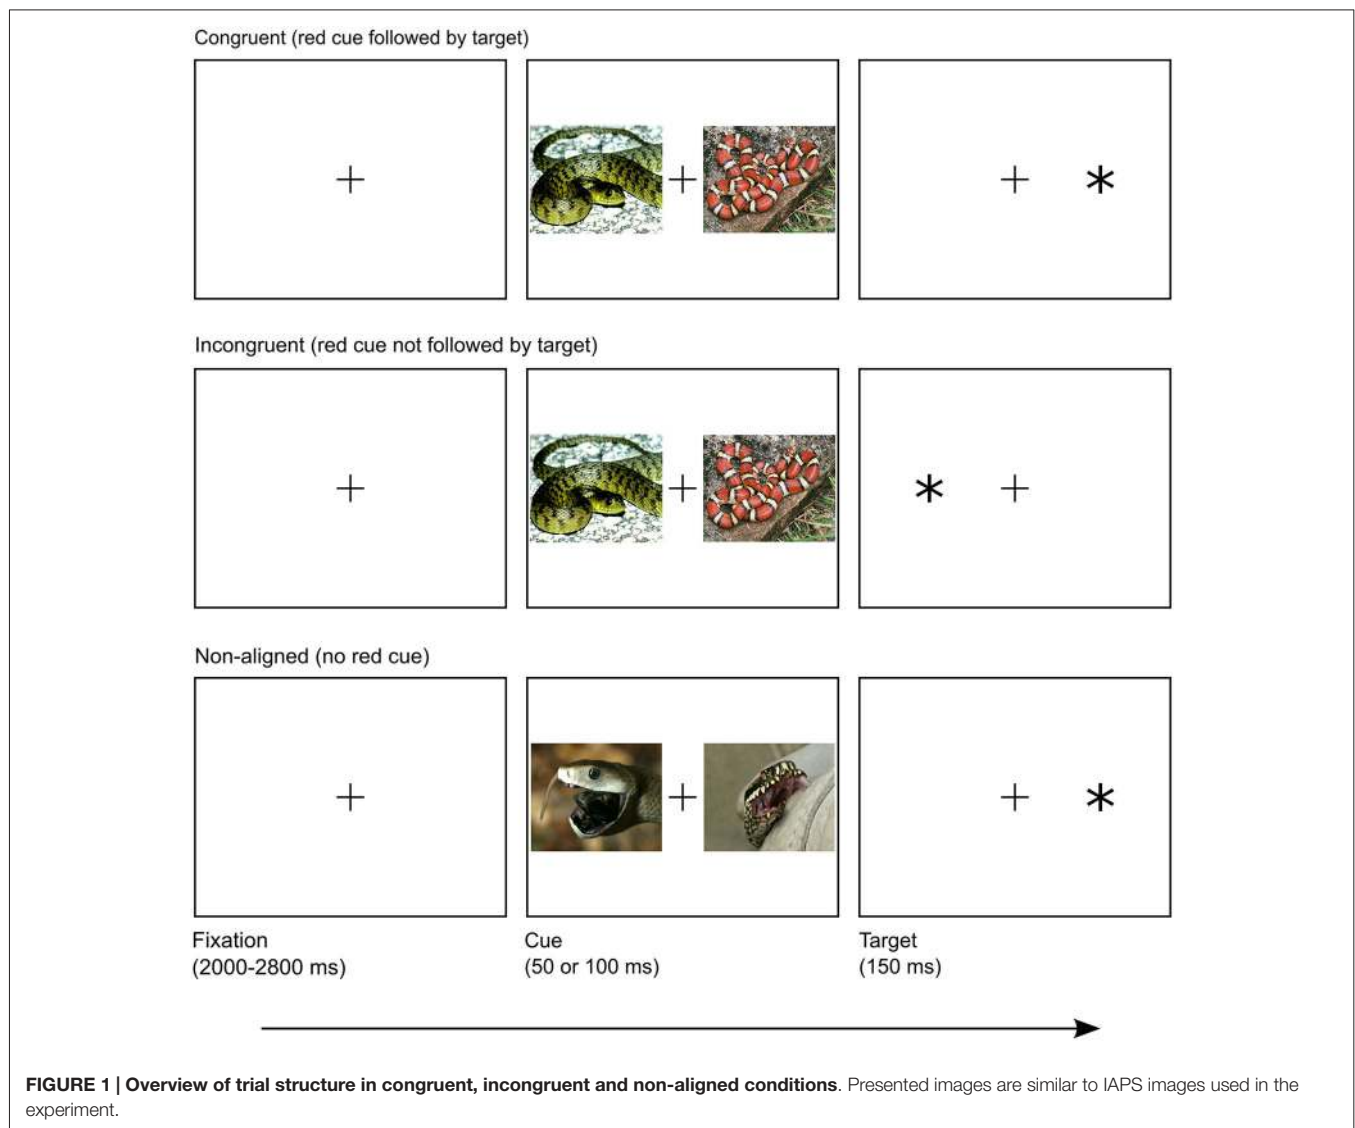 Congruent (red cue followed by target)
Incongruent (red cue not followed by target)
Non-aligned (no red cue)
Fixation
(2000-2800 ms)
Cue
(50 or 100 ms)
Target
(150 ms)
FIGURE 1 | Overview of trial structure in congruent, incongruent and non-aligned conditions. Presented images are similar to IAPS images used in the
experiment.